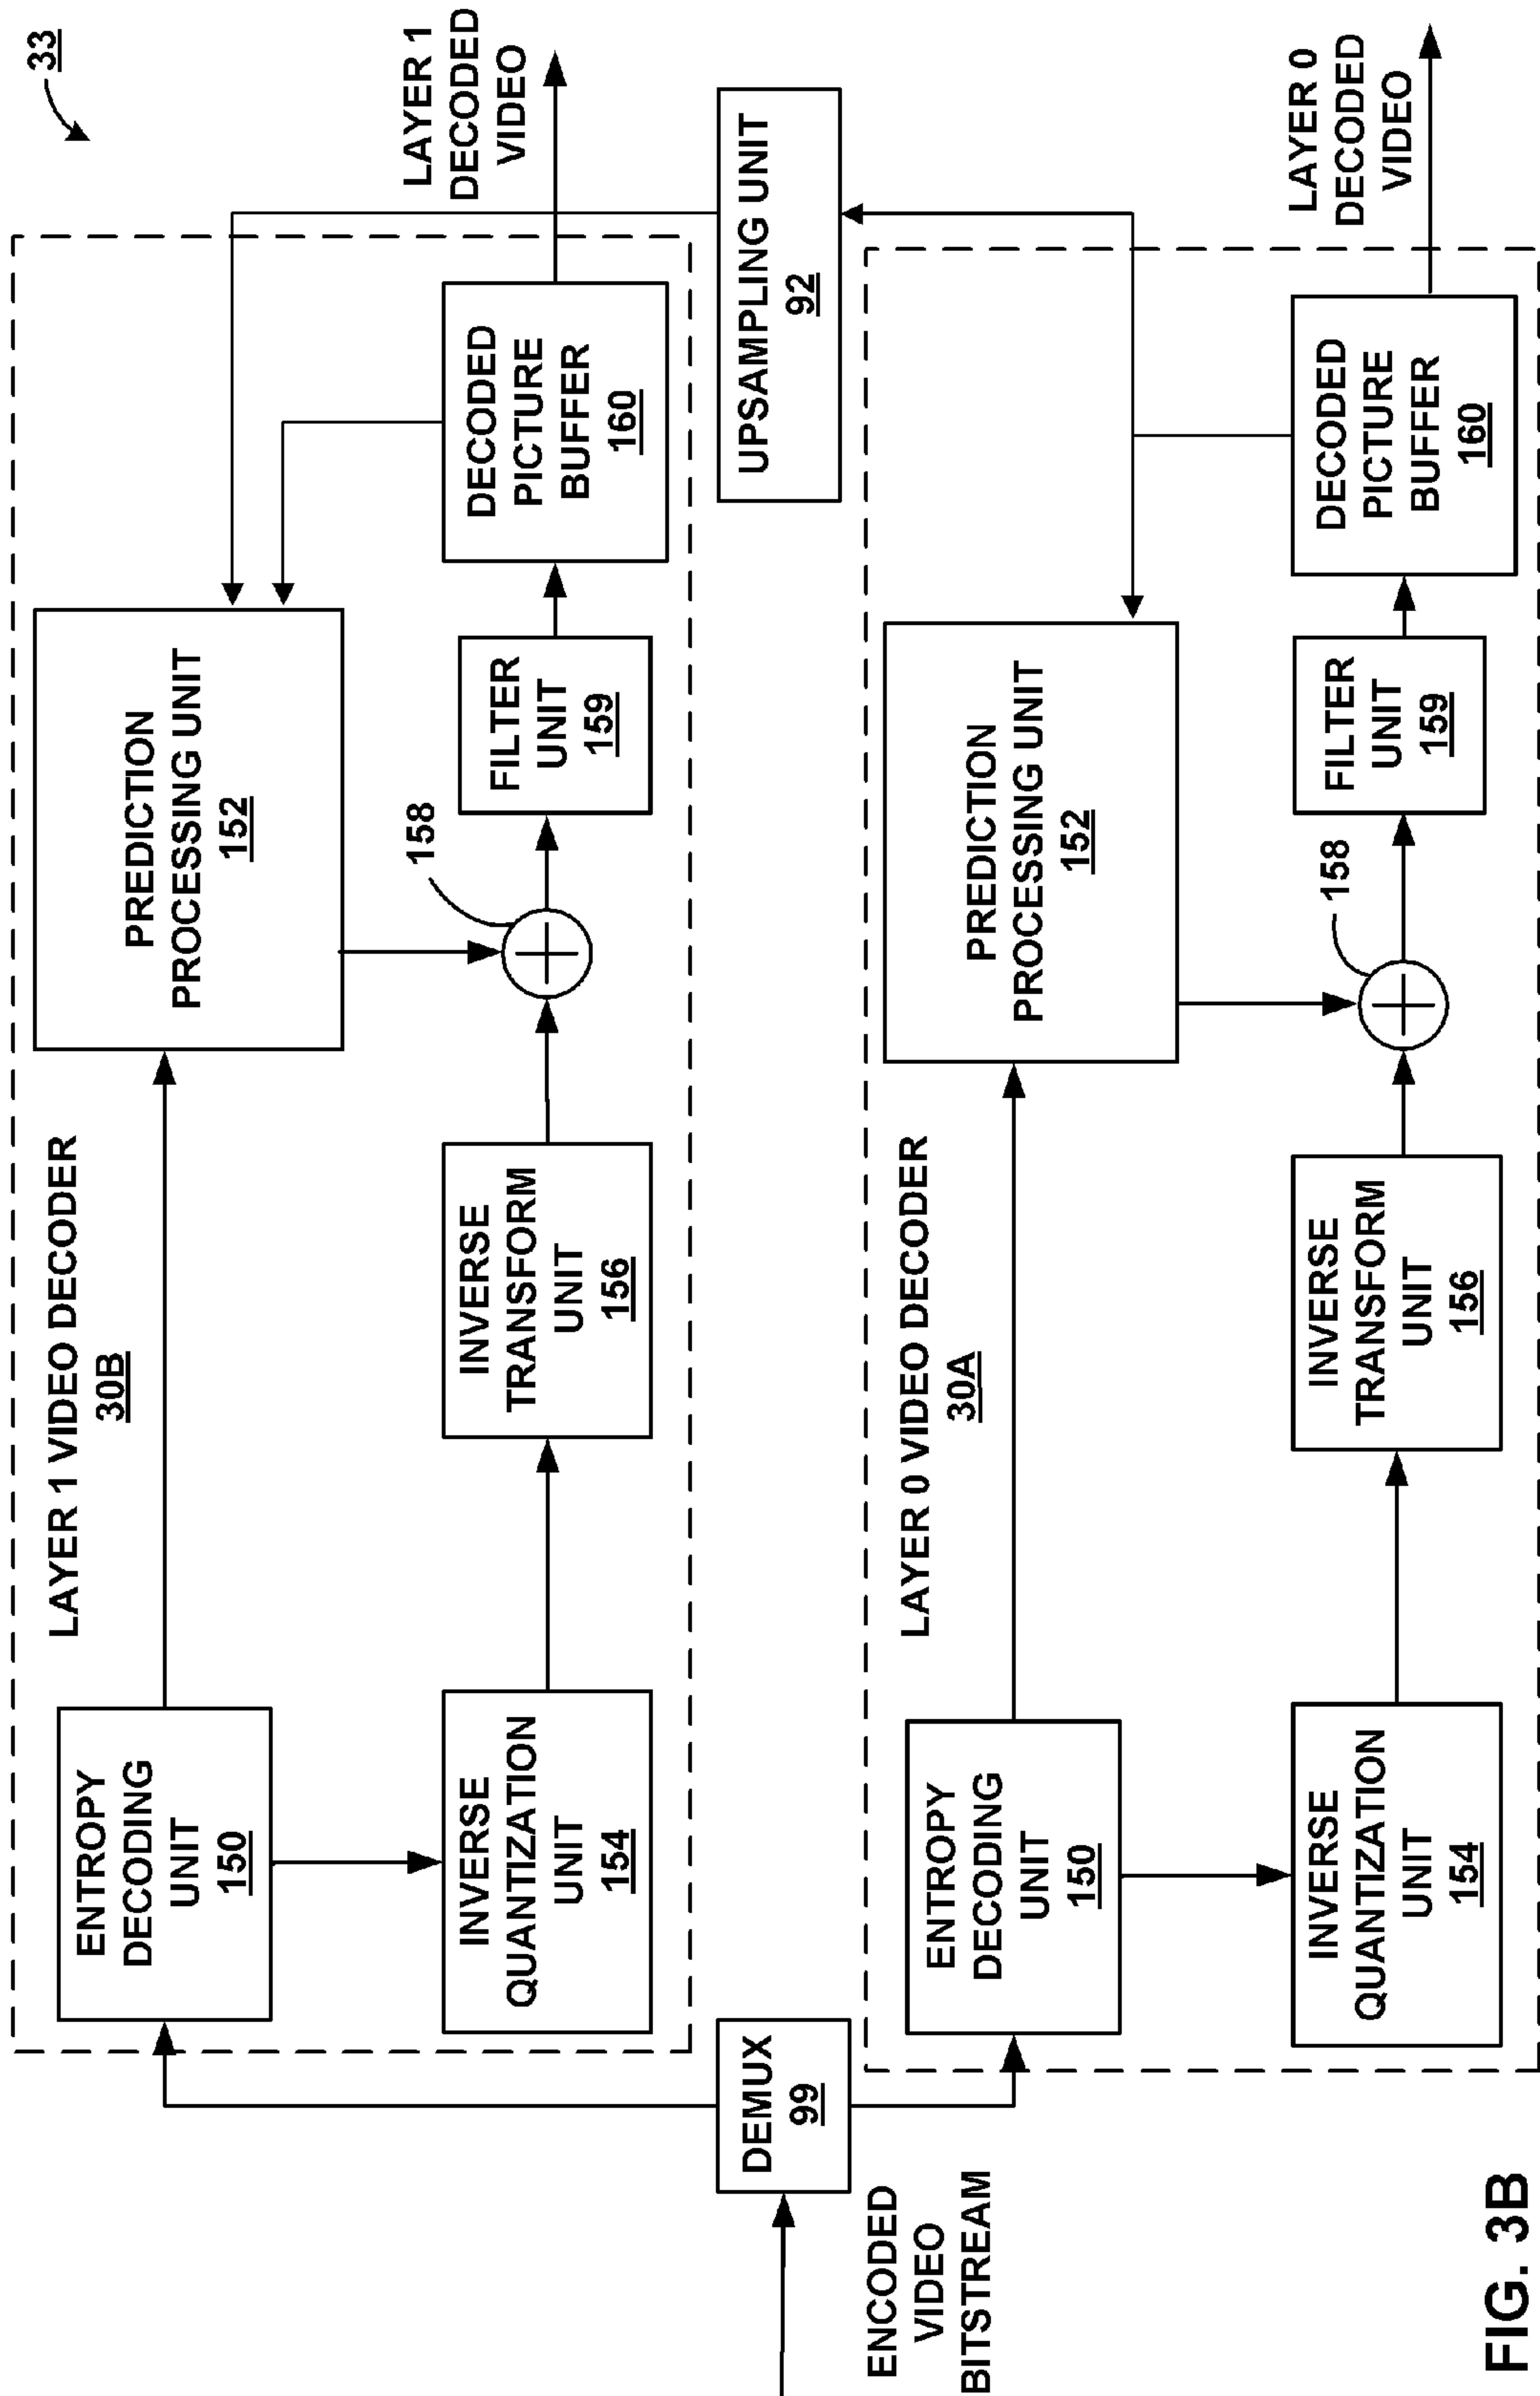 33
LAYER 1 VIDEO DECODER
30B
ENTROPY
DECODING
UNIT
150
PREDICTION
PROCESSING UNIT
152
INVERSE
QUANTIZATION
UNIT
154
INVERSE
TRANSFORM
UNIT
156
158
FILTER
UNIT
159
DECODED
PICTURE
BUFFER
160
LAYER 1
DECODED
VIDEO
DEMUX
99
UPSAMPLING UNIT
92
ENCODED
VIDEO
BITSTREAM
LAYER 0 VIDEO DECODER
30A
ENTROPY
DECODING
UNIT
150
PREDICTION
PROCESSING UNIT
152
INVERSE
QUANTIZATION
UNIT
154
INVERSE
TRANSFORM
UNIT
156
158
FILTER
UNIT
159
DECODED
PICTURE
BUFFER
160
LAYER 0
DECODED
VIDEO
FIG. 3B